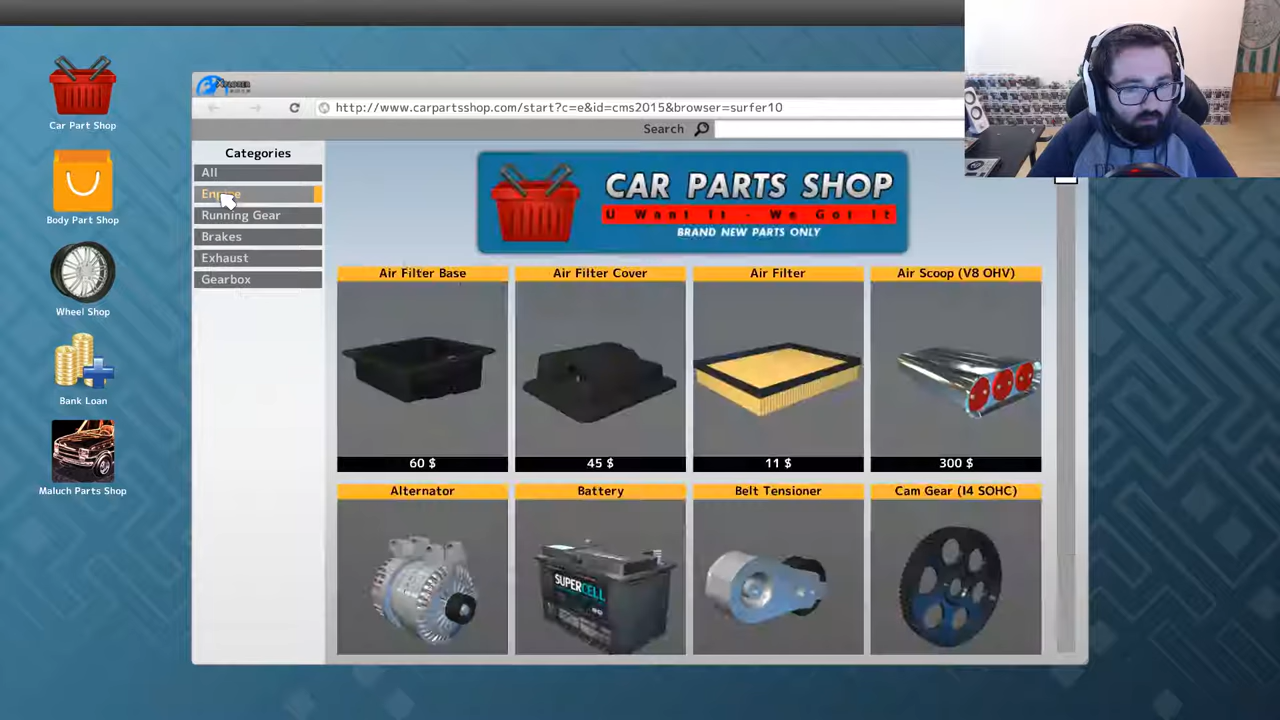 Car Part Shop
Body Part Shop
Wheel Shop
Bank Loan
Maluch Parts Shop
http://www.carpartsshop.com/start?c=e&id=cms2015&browser=surfer10
Search
Categories
All
Engine
Running Gear
Brakes
Exhaust
Gearbox
CAR PARTS SHOP
U Want It - We Got It
BRAND NEW PARTS ONLY
Air Filter Base
Air Filter Cover
Air Filter
Air Scoop (V8 OHV)
60 $
45 $
11 $
300 $
Alternator
Battery
Belt Tensioner
Cam Gear (I4 SOHC)
SUPERCELL